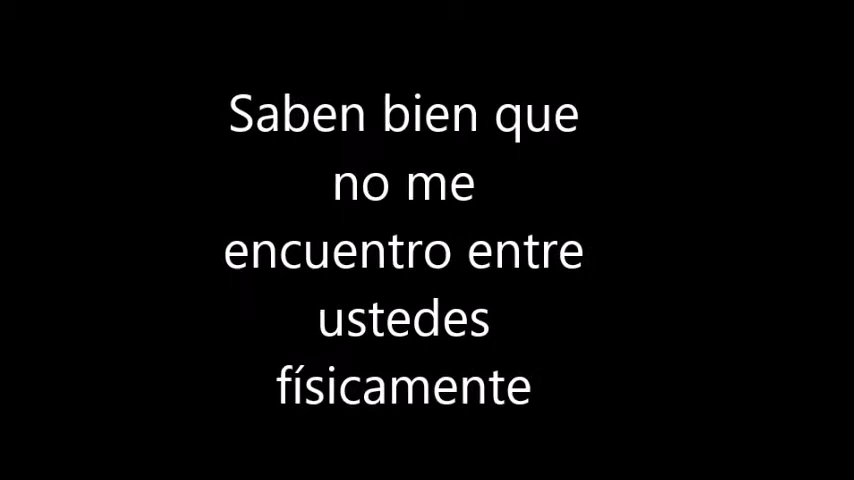 Saben bien que
no me
encuentro entre
ustedes
físicamente